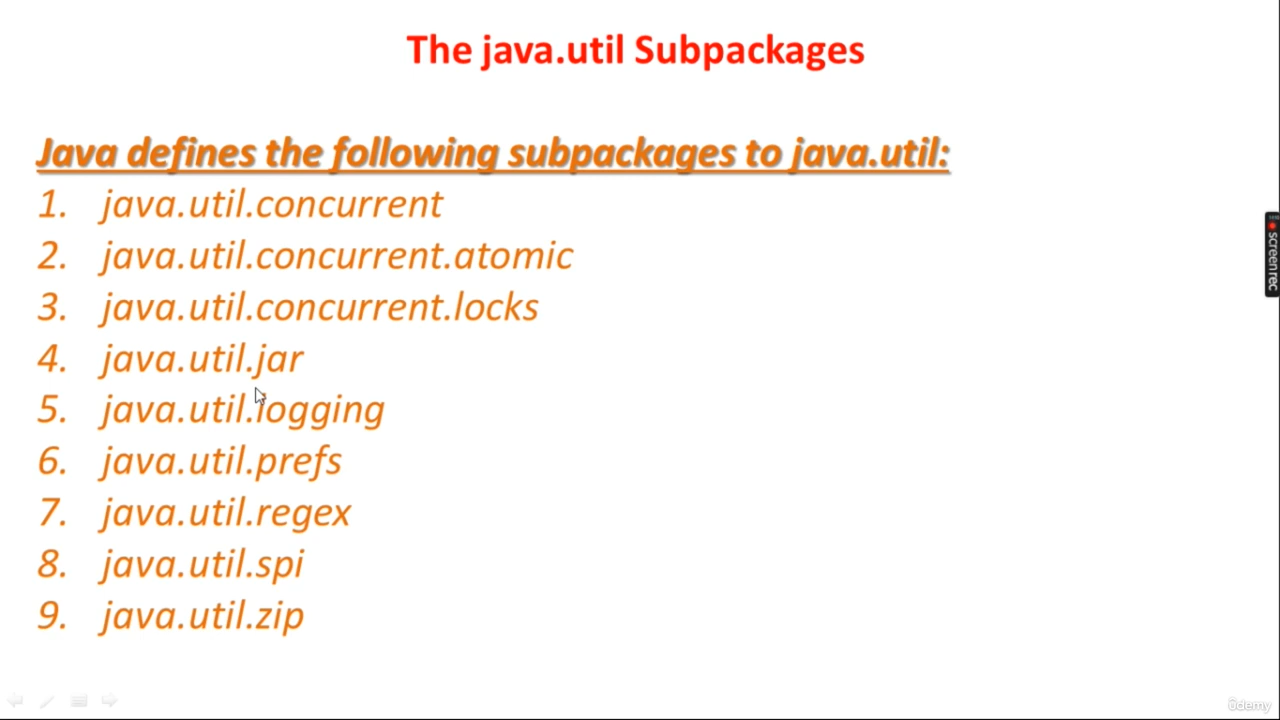 The java.util Subpackages
Java defines the following subpackages to java.util:
1. java.util.concurrent
2. java.util.concurrent.atomic
3. java.util.concurrent.locks
4. java.util.jar
5. java.util.logging
6. java.util.prefs
7. java.util.regex
8. java.util.spi
9. java.util.zip
screenrec
ûdemy